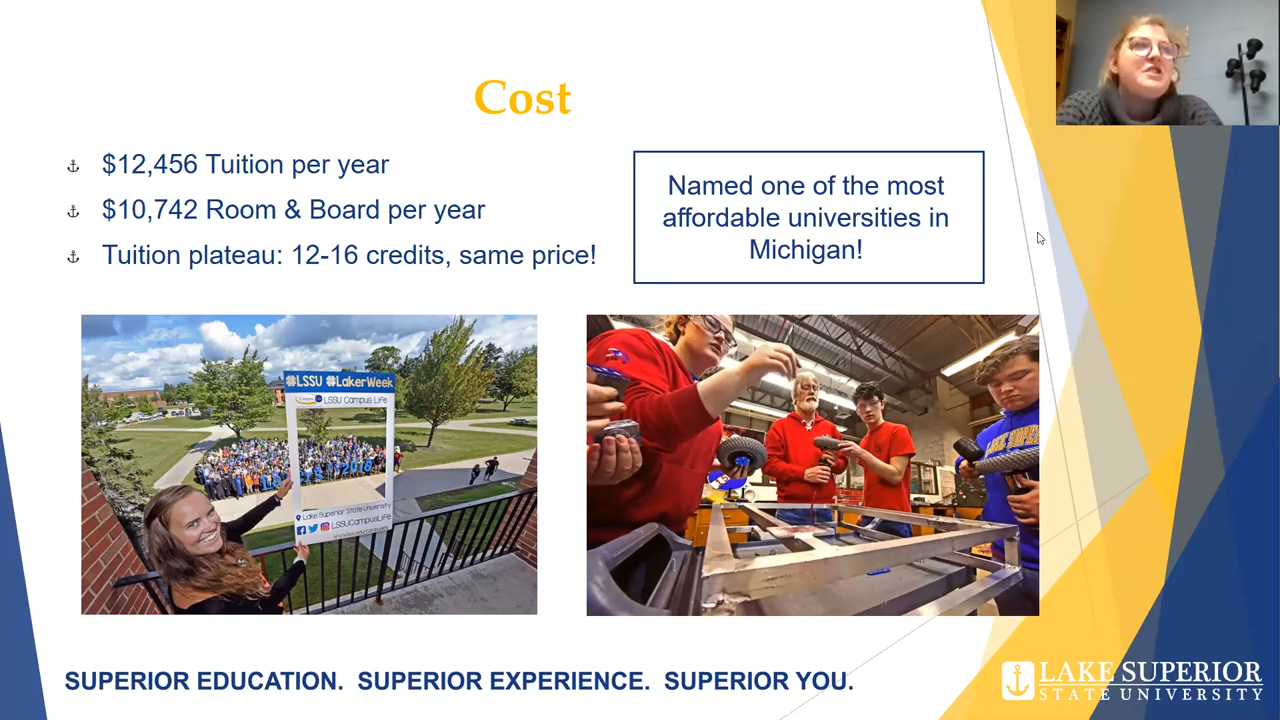 Cost
$12,456 Tuition per year
$10,742 Room & Board per year
Tuition plateau: 12-16 credits, same price!
Named one of the most
affordable universities in
Michigan!
#LSSU #LakerWeek
LSSU Campus Life
2018
Lake Superior State University
LSSUCampusLife
LAKE SUPERIOR
STATE UNIVERSITY
SUPERIOR EDUCATION.  SUPERIOR EXPERIENCE.  SUPERIOR YOU.